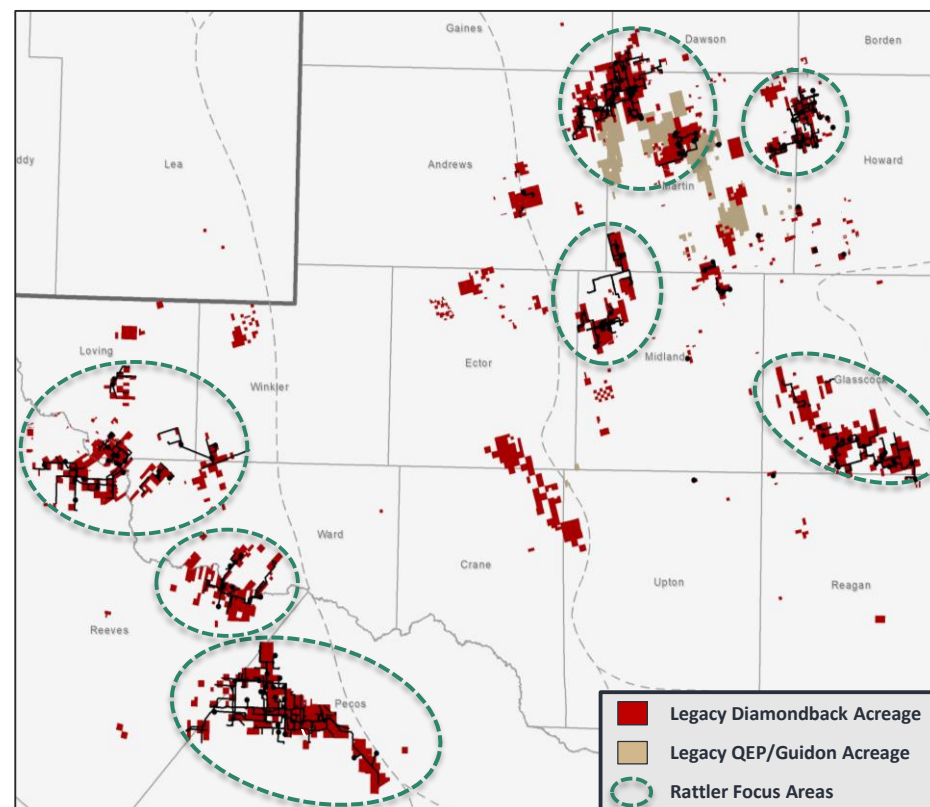 Gaines
Dawson
Borden
ddy
Lea
Andrews
Martin
Howard
Loving
Winkler
Ector
Midland
Glasscock
Ward
Crane
Upton
Reagan
Reeves
Pecos
Legacy Diamondback Acreage
Legacy QEP/Guidon Acreage
Rattler Focus Areas